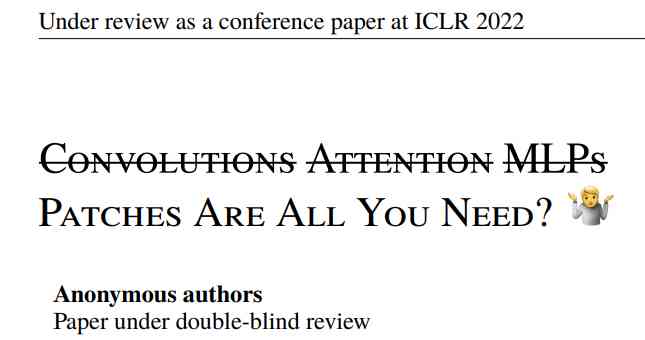 Under review as a conference paper at ICLR 2022
CONVOLUTIONS ATTENTION MLPS
PATCHES ARE ALL YOU NEED? 🤷
Anonymous authors
Paper under double-blind review